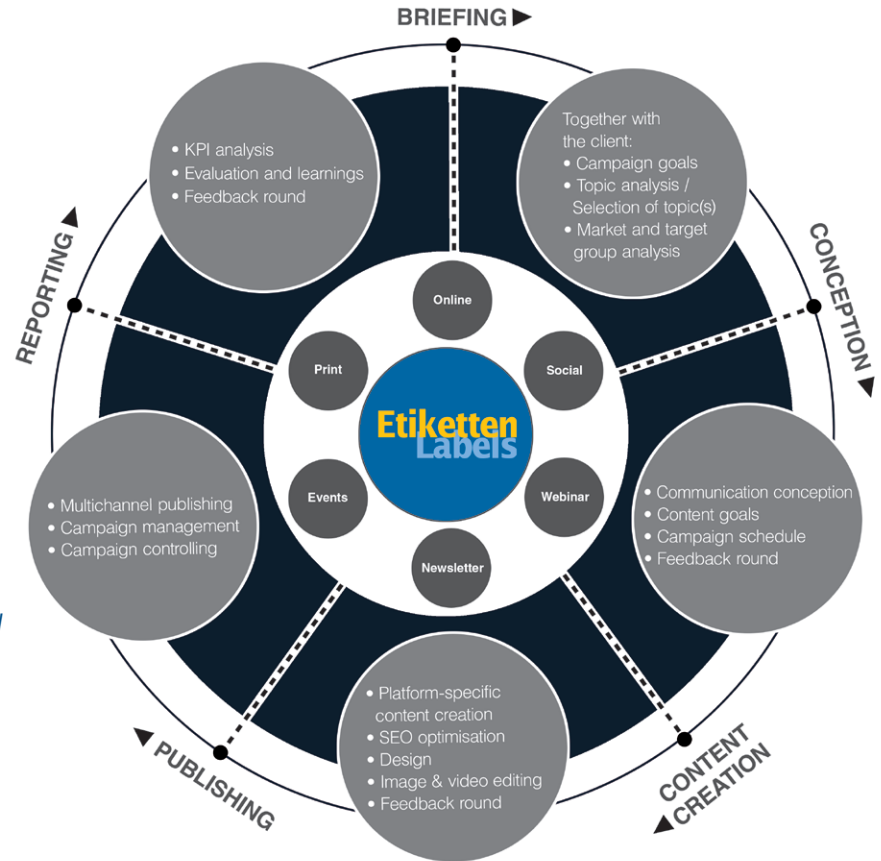 BRIEFING
Together with
the client:
• Campaign goals
• Topic analysis /
Selection of topic(s)
• Market and target
group analysis
CONCEPTION
• Communication conception
• Content goals
• Campaign schedule
• Feedback round
CONTENT
CREATION
• Platform-specific
content creation
• SEO optimisation
• Design
• Image & video editing
• Feedback round
PUBLISHING
• Multichannel publishing
• Campaign management
• Campaign controlling
REPORTING
• KPI analysis
• Evaluation and learnings
• Feedback round
Online
Social
Webinar
Newsletter
Events
Print
Etiketten
Labels